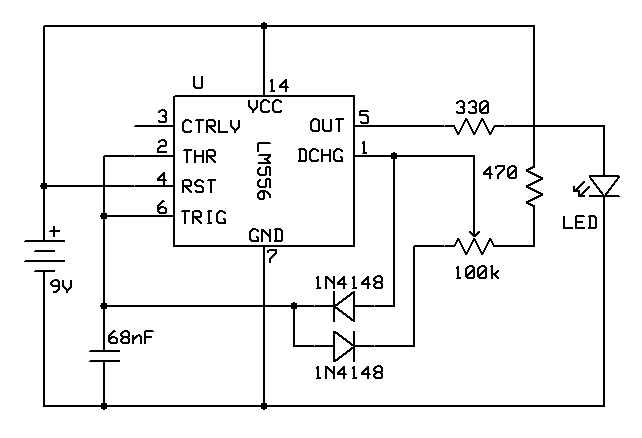 U
14
VCC
3
CTRLV
OUT
5
330
2
THR
DCHG
1
LM556
470
4
RST
6
TRIG
+
LED
GND
7
100k
9V
1N4148
68nF
1N4148